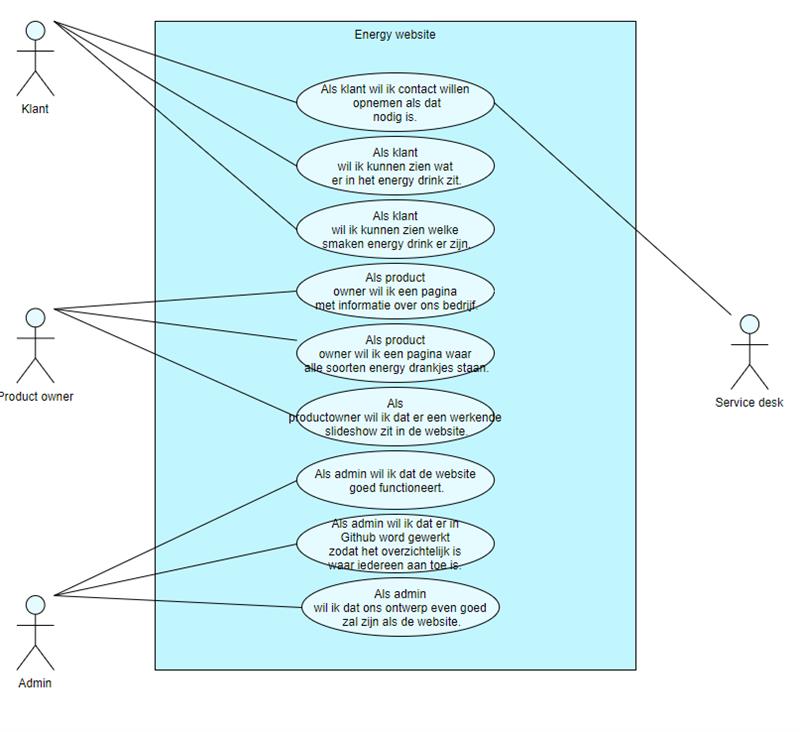 Energy website
Klant
Als klant wil ik contact willen
opnemen als dat
nodig is.
Als klant
wil ik kunnen zien wat
er in het energy drink zit.
Als klant
wil ik kunnen zien welke
smaken energy drink er zijn.
Als product
owner wil ik een pagina
met informatie over ons bedrijf.
Product owner
Als product
owner wil ik een pagina waar
alle soorten energy drankjes staan.
Service desk
Als
productowner wil ik dat er een werkende
slideshow zit in de website.
Als admin wil ik dat de website
goed functioneert.
Als admin wil ik dat er in
Github word gewerkt
zodat het overzichtelijk is
waar iedereen aan toe is.
Als admin
wil ik dat ons ontwerp even goed
zal zijn als de website.
Admin